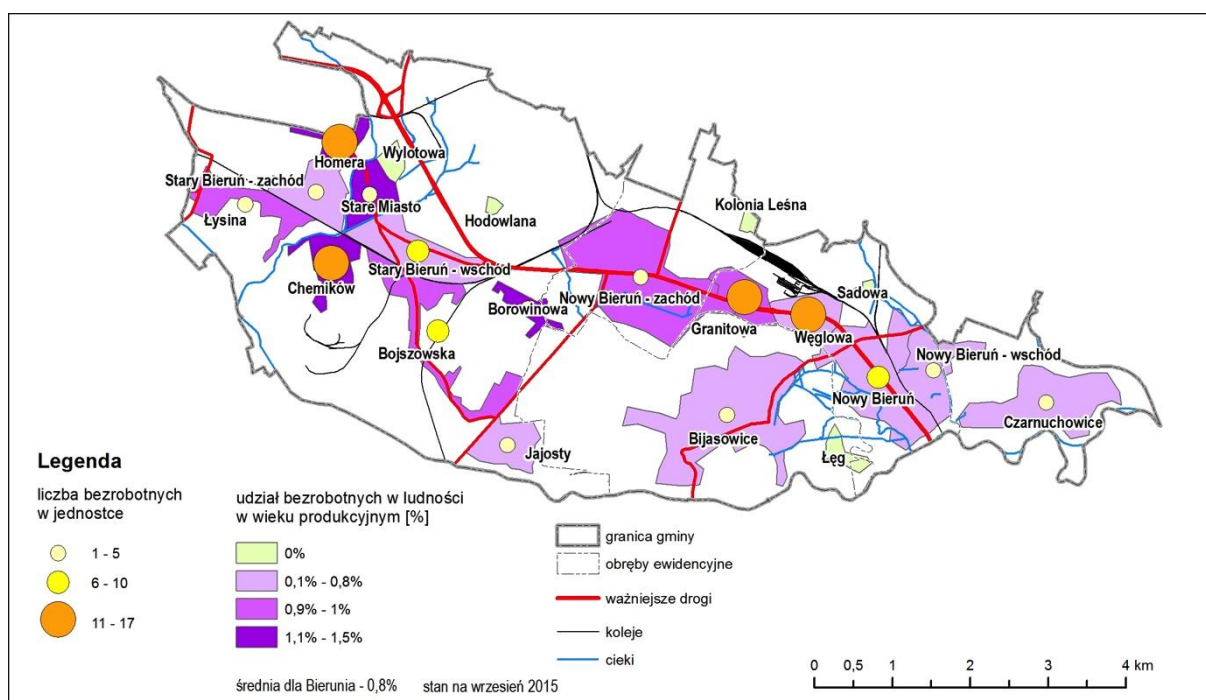 Homera
Wylotowa
Stary Bieruń - zachód
Stare Miasto
Łysina
Hodowlana
Kolonia Leśna
Stary Bieruń - wschód
Chemików
Borowinowa
Nowy Bieruń - zachód
Sadowa
Granitowa
Węglowa
Bojszowska
Nowy Bieruń - wschód
Nowy Bieruń
Czarnuchowice
Bijasowice
Jajosty
Łęg
Legenda
liczba bezrobotnych
w jednostce
1 - 5
6 - 10
11 - 17
udział bezrobotnych w ludności
w wieku produkcyjnym [%]
0%
0,1% - 0,8%
0,9% - 1%
1,1% - 1,5%
średnia dla Bierunia - 0,8% stan na wrzesień 2015
granica gminy
obręby ewidencyjne
ważniejsze drogi
koleje
cieki
0 0,5 1 2 3 4 km